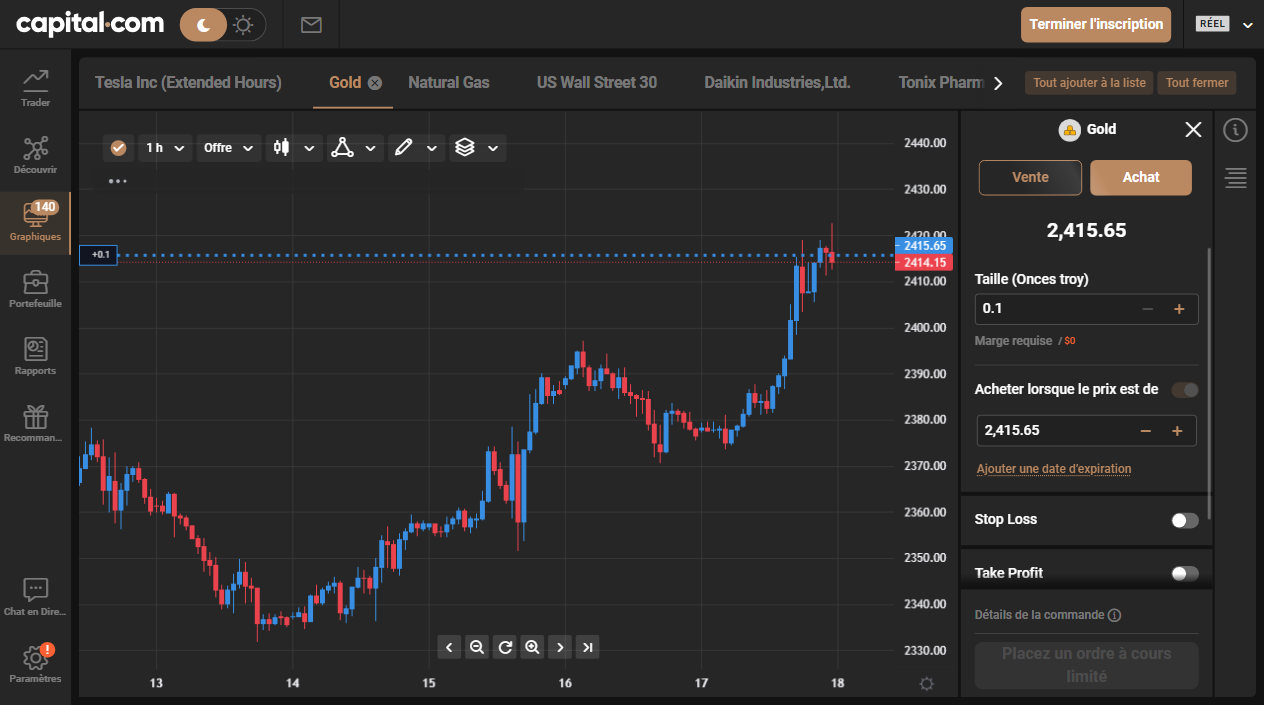 capital.com
Terminer l'inscription
RÉEL
Trader
Découvrir
140
Graphiques
Portefeuille
Rapports
Recomman...
Chat en Dire...
!
Paramètres
Tesla Inc (Extended Hours)
Gold
Natural Gas
US Wall Street 30
Daikin Industries,Ltd.
Tonix Pharm
Tout ajouter à la liste
Tout fermer
1 h
Offre
+0.1
2440.00
2430.00
2420.00
2415.65
2414.15
2410.00
2400.00
2390.00
2380.00
2370.00
2360.00
2350.00
2340.00
2330.00
13
14
15
16
17
18
Gold
Vente
Achat
2,415.65
Taille (Onces troy)
0.1
Marge requise / $0
Acheter lorsque le prix est de
2,415.65
Ajouter une date d'expiration
Stop Loss
Take Profit
Détails de la commande
Placez un ordre à cours
limité